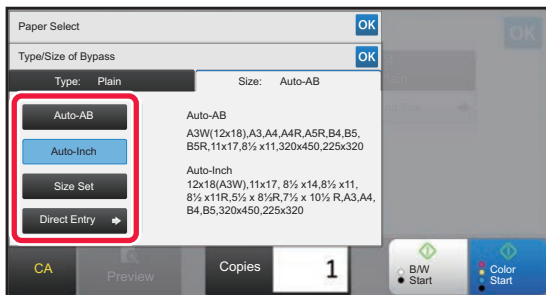 Paper Select
OK
OK
Type/Size of Bypass
OK
Type: Plain
Size: Auto-AB
Auto-AB
Auto-Inch
Size Set
Direct Entry
Auto-AB
A3W(12x18),A3,A4,A4R,A5R,B4,B5,
B5R,11x17,8½ x11,320x450,225x320
Auto-Inch
12x18(A3W),11x17, 8½ x14,8½ x11,
8½ x11R,5½ x 8½R,7½ x 10½ R,A3,A4,
B4,B5,320x450,225x320
CA
Preview
Copies
1
B/W
Start
Color
Start